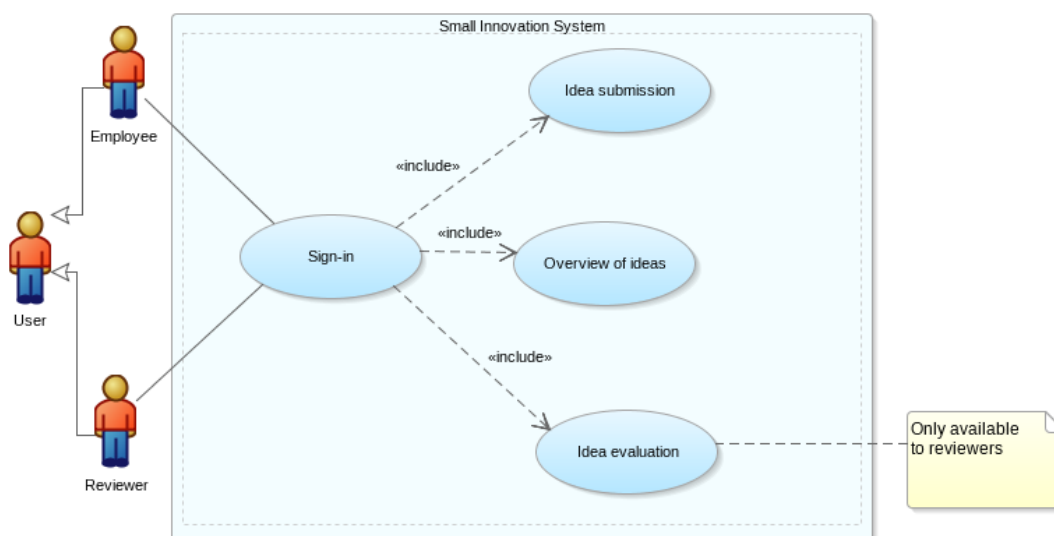 Small Innovation System
Employee
Idea submission
«include»
User
Sign-in
«include»
Overview of ideas
«include»
Reviewer
Idea evaluation
Only available
to reviewers